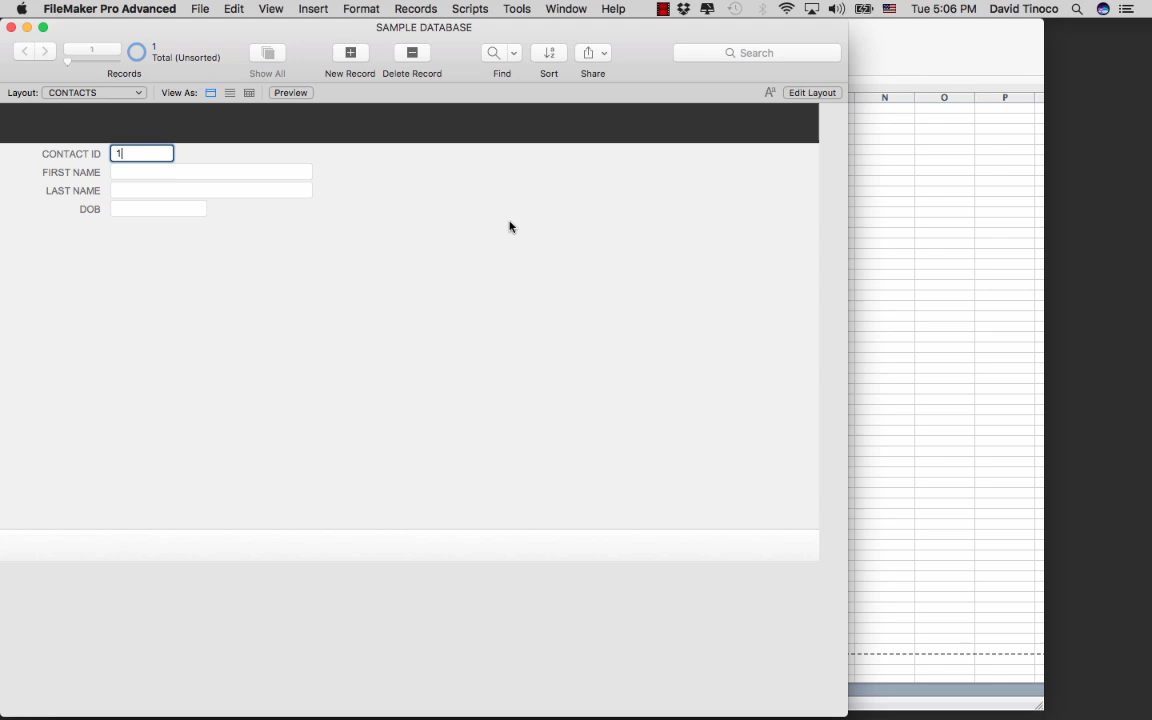 FileMaker Pro Advanced File Edit View Insert Format Records Scripts Tools Window Help Tue 5:06 PM David Tinoco
SAMPLE DATABASE
1
1
Total (Unsorted)
Search
Records Show All New Record Delete Record Find Sort Share
Layout: CONTACTS View As: Preview Aª Edit Layout
N O P
CONTACT ID 1
FIRST NAME
LAST NAME
DOB